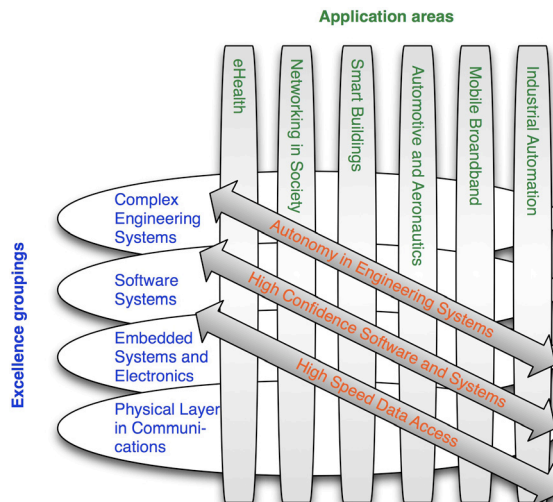 Application areas
eHealth
Networking in Society
Smart Buildings
Automotive and Aeronautics
Mobile Broandband
Industrial Automation
Excellence groupings
Complex
Engineering
Systems
Software
Systems
Embedded
Systems and
Electronics
Physical Layer
in Communi-
cations
Autonomy in Engineering Systems
High Confidence Software and Systems
High Speed Data Access